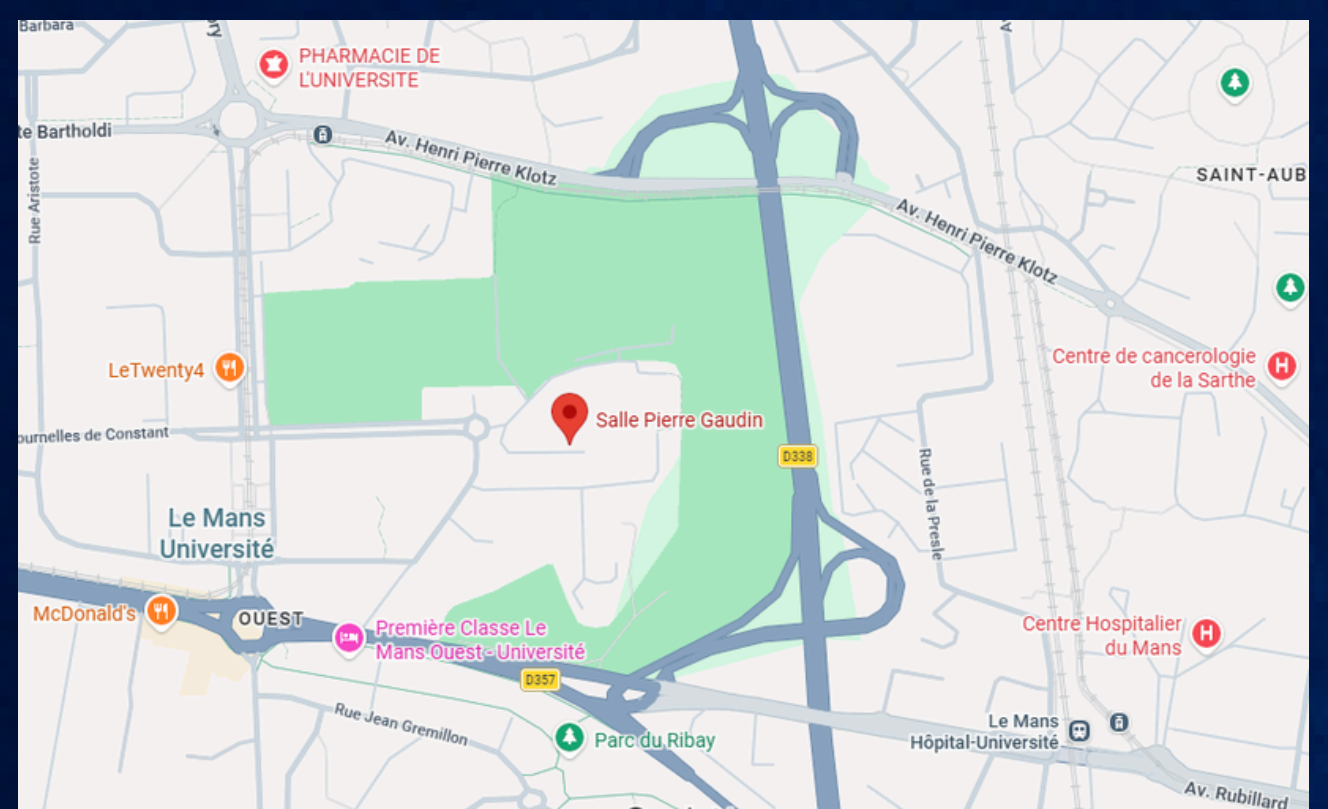 Barbara
PHARMACIE DE
L'UNIVERSITE
te Bartholdi
Av. Henri Pierre Klotz
Rue Aristote
SAINT-AUB
Av. Henri Pierre Klotz
LeTwenty4
Centre de cancerologie
de la Sarthe
Salle Pierre Gaudin
ournelles de Constant
D338
Rue de la Presle
Le Mans
Université
McDonald's
OUEST
Première Classe Le
Mans Ouest - Université
Centre Hospitalier
du Mans
D357
Rue Jean Gremillon
Parc du Ribay
Le Mans
Hôpital-Université
Av. Rubillard